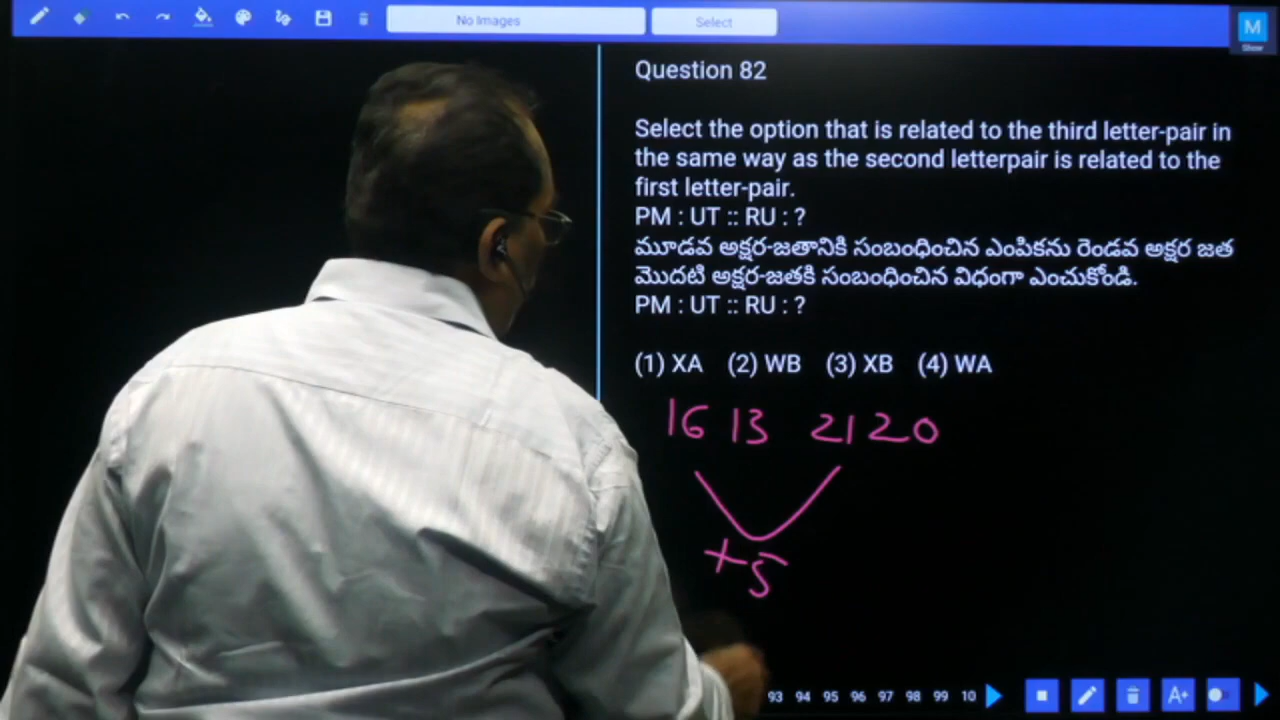 No Images Select
M
Show
Question 82
Select the option that is related to the third letter-pair in
the same way as the second letterpair is related to the
first letter-pair.
PM : UT :: RU : ?
మూడవ అక్షర-జతానికి సంబంధించిన ఎంపికను రెండవ అక్షర జత
మొదటి అక్షర-జతకి సంబంధించిన విధంగా ఎంచుకోండి.
PM : UT :: RU : ?
(1) XA (2) WB (3) XB (4) WA
16 13 21 20
+5
93 94 95 96 97 98 99 10
A+